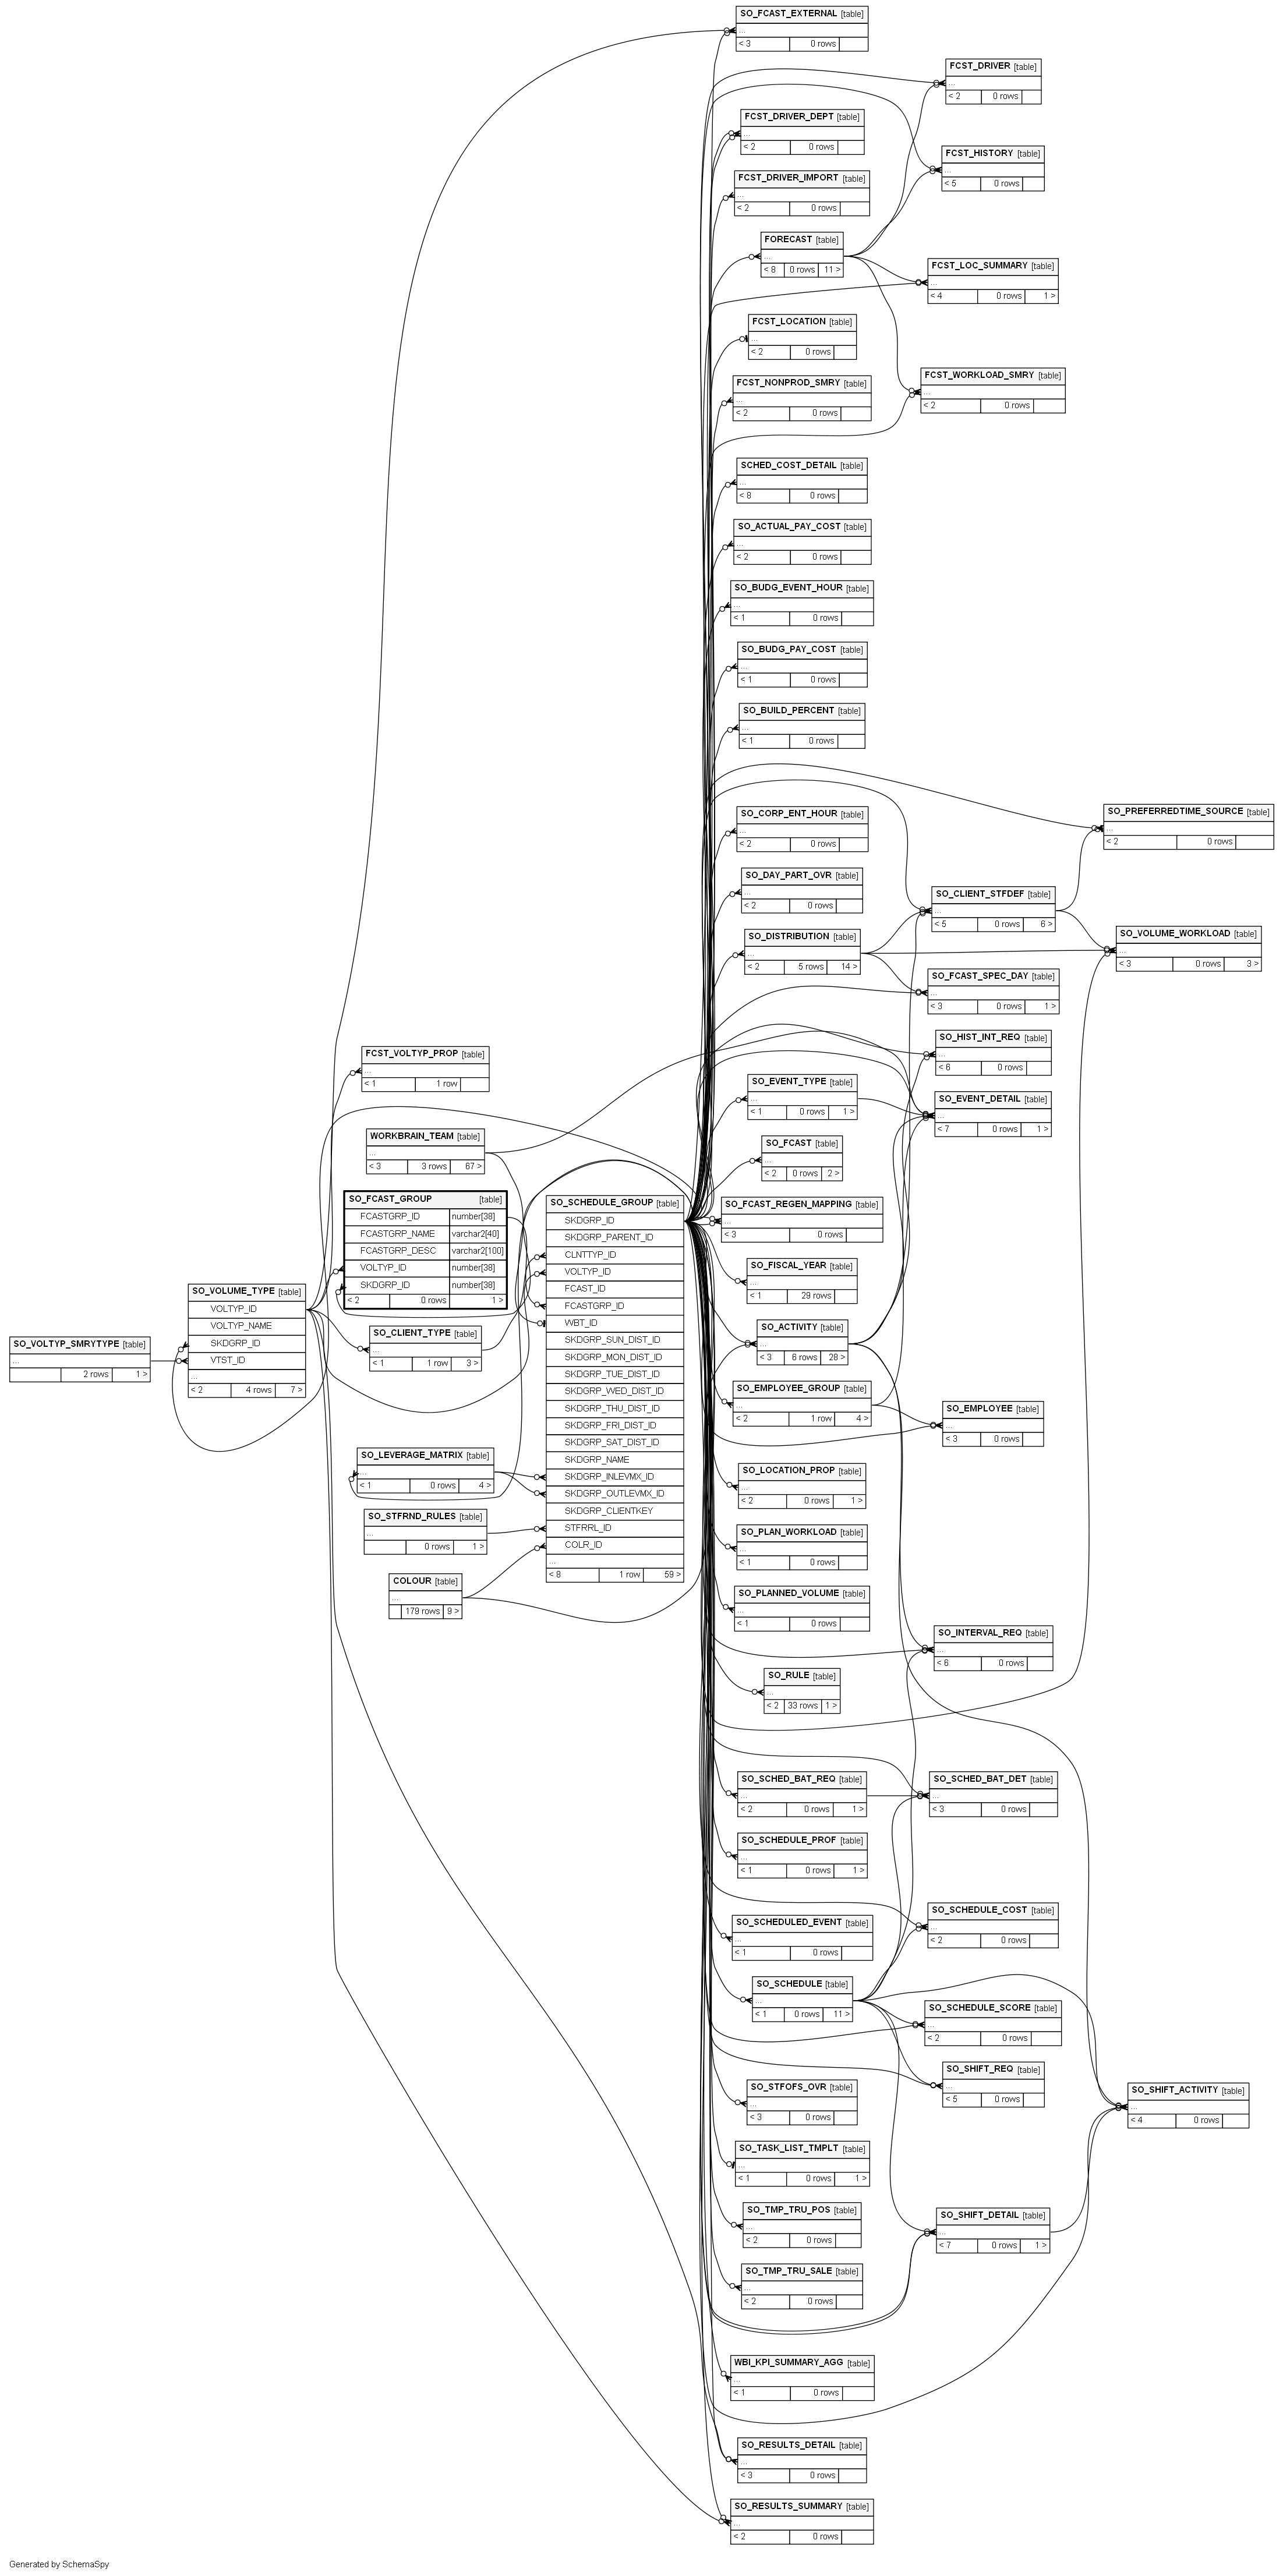 SO_FCAST_EXTERNAL [table]
...
< 3 0 rows
FCST_DRIVER [table]
...
< 2 0 rows
FCST_DRIVER_DEPT [table]
...
< 2 0 rows
FCST_HISTORY [table]
...
< 5 0 rows
FCST_DRIVER_IMPORT [table]
...
< 2 0 rows
FORECAST [table]
...
< 8 0 rows 11 >
FCST_LOC_SUMMARY [table]
...
< 4 0 rows 1 >
FCST_LOCATION [table]
...
< 2 0 rows
FCST_WORKLOAD_SMRY [table]
...
< 2 0 rows
FCST_NONPROD_SMRY [table]
...
< 2 0 rows
SCHED_COST_DETAIL [table]
...
< 8 0 rows
SO_ACTUAL_PAY_COST [table]
...
< 2 0 rows
SO_BUDG_EVENT_HOUR [table]
...
< 1 0 rows
SO_BUDG_PAY_COST [table]
...
< 1 0 rows
SO_BUILD_PERCENT [table]
...
< 1 0 rows
SO_PREFERREDTIME_SOURCE [table]
...
< 2 0 rows
SO_CORP_ENT_HOUR [table]
...
< 2 0 rows
SO_DAY_PART_OVR [table]
...
< 2 0 rows
SO_CLIENT_STFDEF [table]
...
< 5 0 rows 6 >
SO_DISTRIBUTION [table]
...
< 2 5 rows 14 >
SO_VOLUME_WORKLOAD [table]
...
< 3 0 rows 3 >
SO_FCAST_SPEC_DAY [table]
...
< 3 0 rows 1 >
SO_HIST_INT_REQ [table]
...
< 6 0 rows
FCST_VOLTYP_PROP [table]
...
< 1 1 row
SO_EVENT_TYPE [table]
...
< 1 0 rows 1 >
SO_EVENT_DETAIL [table]
...
< 7 0 rows 1 >
WORKBRAIN_TEAM [table]
...
< 3 3 rows 67 >
SO_FCAST [table]
...
< 2 0 rows 2 >
SO_FCAST_GROUP [table]
FCASTGRP_ID number[38]
FCASTGRP_NAME varchar2[40]
FCASTGRP_DESC varchar2[100]
VOLTYP_ID number[38]
SKDGRP_ID number[38]
< 2 0 rows 1 >
SO_SCHEDULE_GROUP [table]
SKDGRP_ID
SKDGRP_PARENT_ID
CLNTTYP_ID
VOLTYP_ID
FCAST_ID
FCASTGRP_ID
WBT_ID
SKDGRP_SUN_DIST_ID
SKDGRP_MON_DIST_ID
SKDGRP_TUE_DIST_ID
SKDGRP_WED_DIST_ID
SKDGRP_THU_DIST_ID
SKDGRP_FRI_DIST_ID
SKDGRP_SAT_DIST_ID
SKDGRP_NAME
SKDGRP_INLEVMX_ID
SKDGRP_OUTLEVMX_ID
SKDGRP_CLIENTKEY
STFRRL_ID
COLR_ID
...
< 8 1 row 59 >
SO_FCAST_REGEN_MAPPING [table]
...
< 3 0 rows
SO_FISCAL_YEAR [table]
...
< 1 28 rows
SO_VOLUME_TYPE [table]
VOLTYP_ID
VOLTYP_NAME
SKDGRP_ID
VTST_ID
...
< 2 4 rows 7 >
SO_VOLTYP_SMRYTYPE [table]
...
2 rows 1 >
SO_CLIENT_TYPE [table]
...
< 1 1 row 3 >
SO_ACTIVITY [table]
...
< 3 6 rows 28 >
SO_EMPLOYEE_GROUP [table]
...
< 2 1 row 4 >
SO_EMPLOYEE [table]
...
< 3 0 rows
SO_LEVERAGE_MATRIX [table]
...
< 1 0 rows 4 >
SO_LOCATION_PROP [table]
...
< 2 0 rows 1 >
SO_STFRND_RULES [table]
...
0 rows 1 >
SO_PLAN_WORKLOAD [table]
...
< 1 0 rows
COLOUR [table]
...
179 rows 9 >
SO_PLANNED_VOLUME [table]
...
< 1 0 rows
SO_INTERVAL_REQ [table]
...
< 6 0 rows
SO_RULE [table]
...
< 2 33 rows 1 >
SO_SCHED_BAT_REQ [table]
...
< 2 0 rows 1 >
SO_SCHED_BAT_DET [table]
...
< 3 0 rows
SO_SCHEDULE_PROF [table]
...
< 1 0 rows 1 >
SO_SCHEDULE_COST [table]
...
< 2 0 rows
SO_SCHEDULED_EVENT [table]
...
< 1 0 rows
SO_SCHEDULE [table]
...
< 1 0 rows 11 >
SO_SCHEDULE_SCORE [table]
...
< 2 0 rows
SO_SHIFT_REQ [table]
...
< 5 0 rows
SO_STFOFS_OVR [table]
...
< 3 0 rows
SO_SHIFT_ACTIVITY [table]
...
< 4 0 rows
SO_TASK_LIST_TMPLT [table]
...
< 1 0 rows 1 >
SO_TMP_TRU_POS [table]
...
< 2 0 rows
SO_SHIFT_DETAIL [table]
...
< 7 0 rows 1 >
SO_TMP_TRU_SALE [table]
...
< 2 0 rows
WBI_KPI_SUMMARY_AGG [table]
...
< 1 0 rows
SO_RESULTS_DETAIL [table]
...
< 3 0 rows
SO_RESULTS_SUMMARY [table]
...
< 2 0 rows
Generated by SchemaSpy